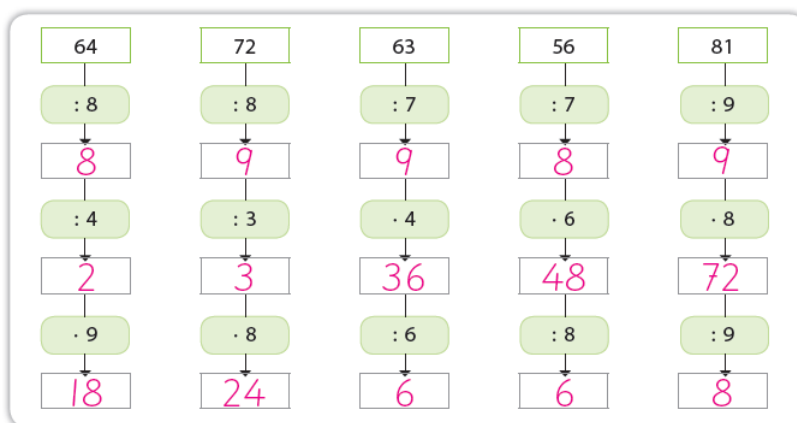 64 72 63 56 81
: 8 : 8 : 7 : 7 : 9
8 9 9 8 9
: 4 : 3 · 4 · 6 · 8
2 3 36 48 72
· 9 · 8 : 6 : 8 : 9
18 24 6 6 8